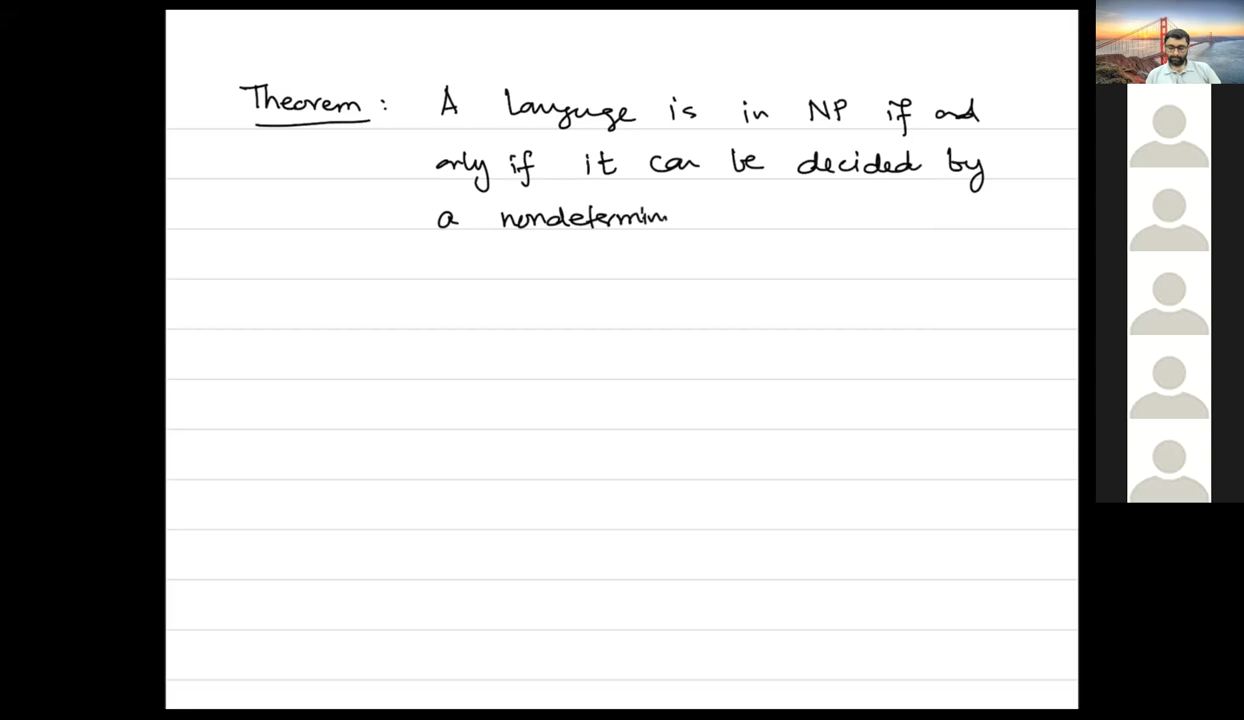 Theorem : A language is in NP if and
only if it can be decided by
a nondetermin